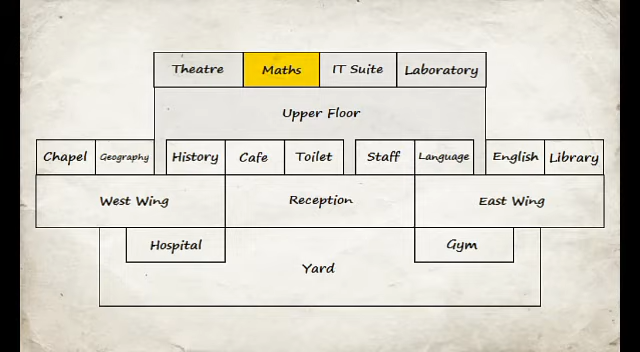 Theatre Maths IT Suite Laboratory
Upper Floor
Chapel Geography History Cafe Toilet Staff Language English Library
West Wing Reception East Wing
Hospital Gym
Yard